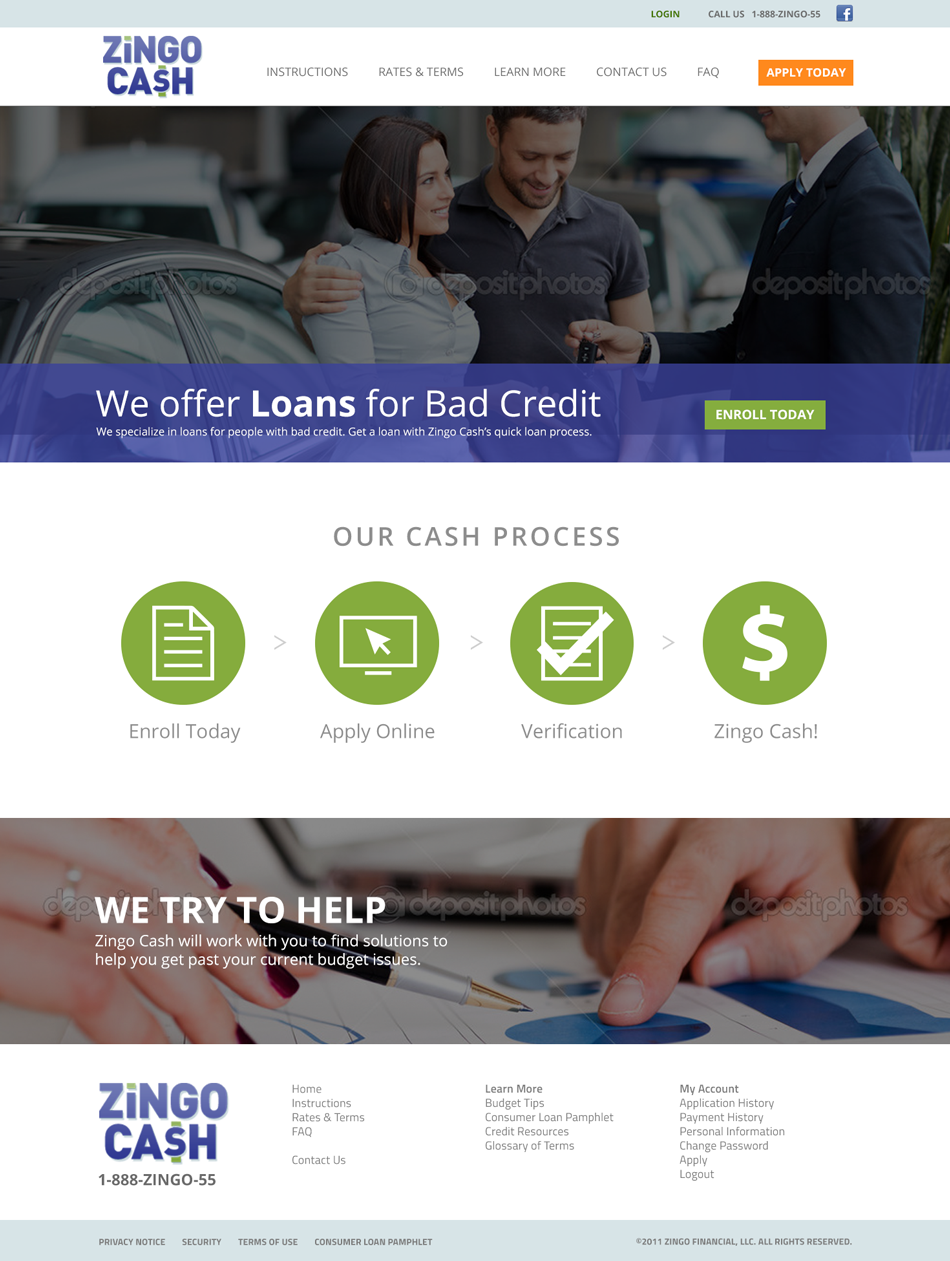 LOGIN CALL US 1-888-ZINGO-55 f
ZiNGO
CA$H
INSTRUCTIONS RATES & TERMS LEARN MORE CONTACT US FAQ APPLY TODAY
depositphotos depositphotos depositphotos
We offer Loans for Bad Credit
We specialize in loans for people with bad credit. Get a loan with Zingo Cash's quick loan process.
ENROLL TODAY
OUR CASH PROCESS
> > >
$
Enroll Today Apply Online Verification Zingo Cash!
depositphotos depositphotos depositphotos
WE TRY TO HELP
Zingo Cash will work with you to find solutions to
help you get past your current budget issues.
ZiNGO
CA$H
1-888-ZINGO-55
Home
Instructions
Rates & Terms
FAQ
Contact Us
Learn More
Budget Tips
Consumer Loan Pamphlet
Credit Resources
Glossary of Terms
My Account
Application History
Payment History
Personal Information
Change Password
Apply
Logout
PRIVACY NOTICE SECURITY TERMS OF USE CONSUMER LOAN PAMPHLET
©2011 ZINGO FINANCIAL, LLC. ALL RIGHTS RESERVED.